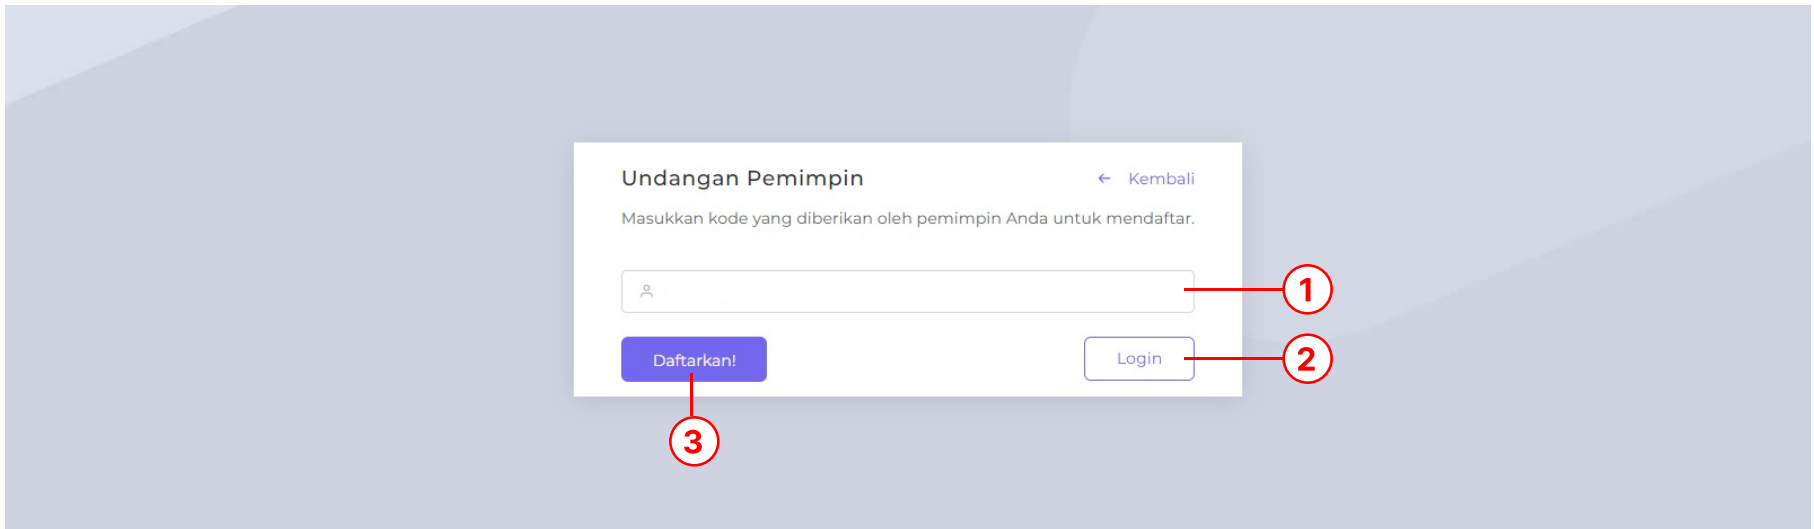 Undangan Pemimpin
← Kembali
Masukkan kode yang diberikan oleh pemimpin Anda untuk mendaftar.
1
Daftarkan!
Login
2
3